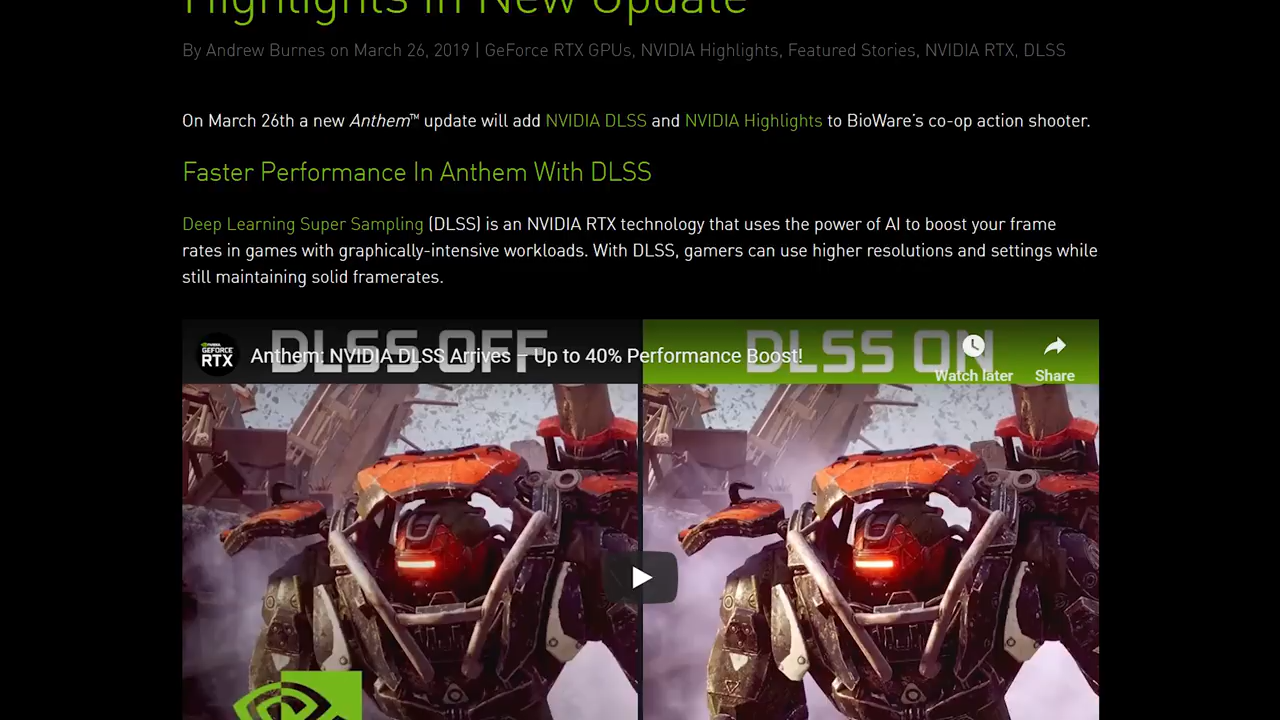 Highlights In New Update
By Andrew Burnes on March 26, 2019 | GeForce RTX GPUs, NVIDIA Highlights, Featured Stories, NVIDIA RTX, DLSS
On March 26th a new Anthem™ update will add NVIDIA DLSS and NVIDIA Highlights to BioWare's co-op action shooter.
Faster Performance In Anthem With DLSS
Deep Learning Super Sampling (DLSS) is an NVIDIA RTX technology that uses the power of AI to boost your frame
rates in games with graphically-intensive workloads. With DLSS, gamers can use higher resolutions and settings while
still maintaining solid framerates.
DLSS OFF
DLSS ON
NVIDIA
GEFORCE
RTX
Anthem: NVIDIA DLSS Arrives – Up to 40% Performance Boost!
Watch later
Share